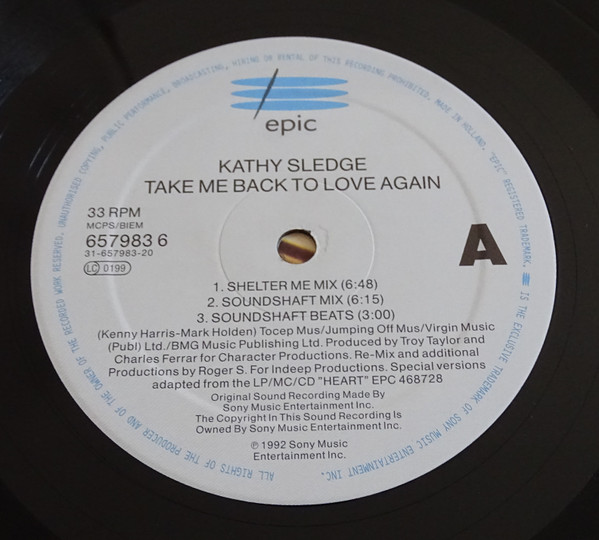 epic
KATHY SLEDGE
TAKE ME BACK TO LOVE AGAIN
33 RPM
MCPS/BIEM
657983 6
31-657983-20
LC 0199
A
1. SHELTER ME MIX (6:48)
2. SOUNDSHAFT MIX (6:15)
3. SOUNDSHAFT BEATS (3:00)
(Kenny Harris-Mark Holden) Tocep Mus/Jumping Off Mus/Virgin Music
(Publ) Ltd./BMG Music Publishing Ltd. Produced by Troy Taylor and
Charles Ferrar for Character Productions. Re-Mix and additional
Productions by Roger S. For Indeep Productions. Special versions
adapted from the LP/MC/CD "HEART" EPC 468728
Original Sound Recording Made By
Sony Music Entertainment Inc.
The Copyright In This Sound Recording Is
Owned By Sony Music Entertainment Inc.
℗ 1992 Sony Music
Entertainment Inc.
ALL RIGHTS OF THE PRODUCER AND OF THE OWNER OF THE RECORDED WORK RESERVED. UNAUTHORISED COPYING, PUBLIC PERFORMANCE, BROADCASTING, HIRING OR RENTAL OF THIS RECORDING PROHIBITED. MADE IN HOLLAND. "EPIC" REGISTERED TRADEMARK. IS THE EXCLUSIVE TRADEMARK OF SONY MUSIC ENTERTAINMENT INC.